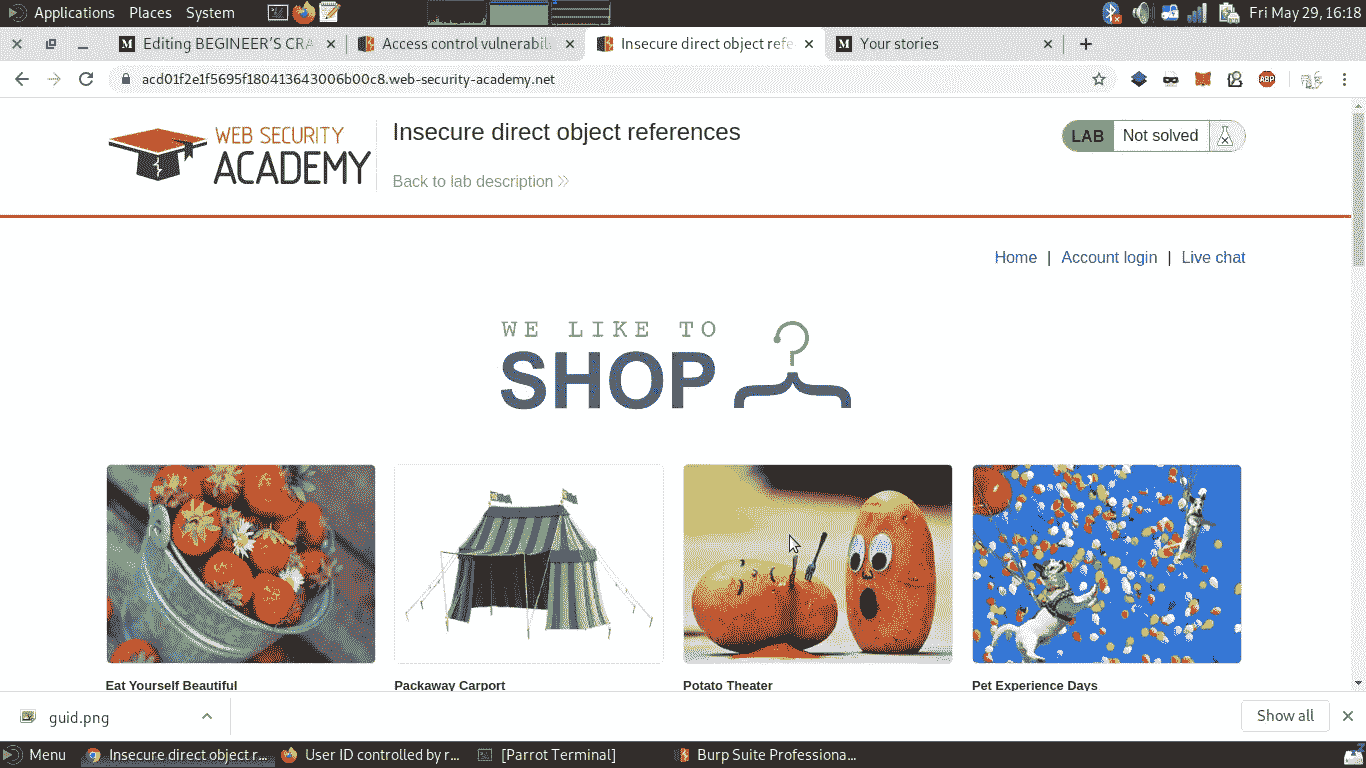 Applications Places System Fri May 29, 16:18
Editing BEGINEER'S CRA Access control vulnerabili Insecure direct object refe Your stories
acd01f2e1f5695f180413643006b00c8.web-security-academy.net
ABP
WEB SECURITY
ACADEMY
Insecure direct object references
Back to lab description
LAB Not solved
Home | Account login | Live chat
WE LIKE TO
SHOP
Eat Yourself Beautiful
Packaway Carport
Potato Theater
Pet Experience Days
guid.png Show all
Menu Insecure direct object r... User ID controlled by r... [Parrot Terminal] Burp Suite Professiona...